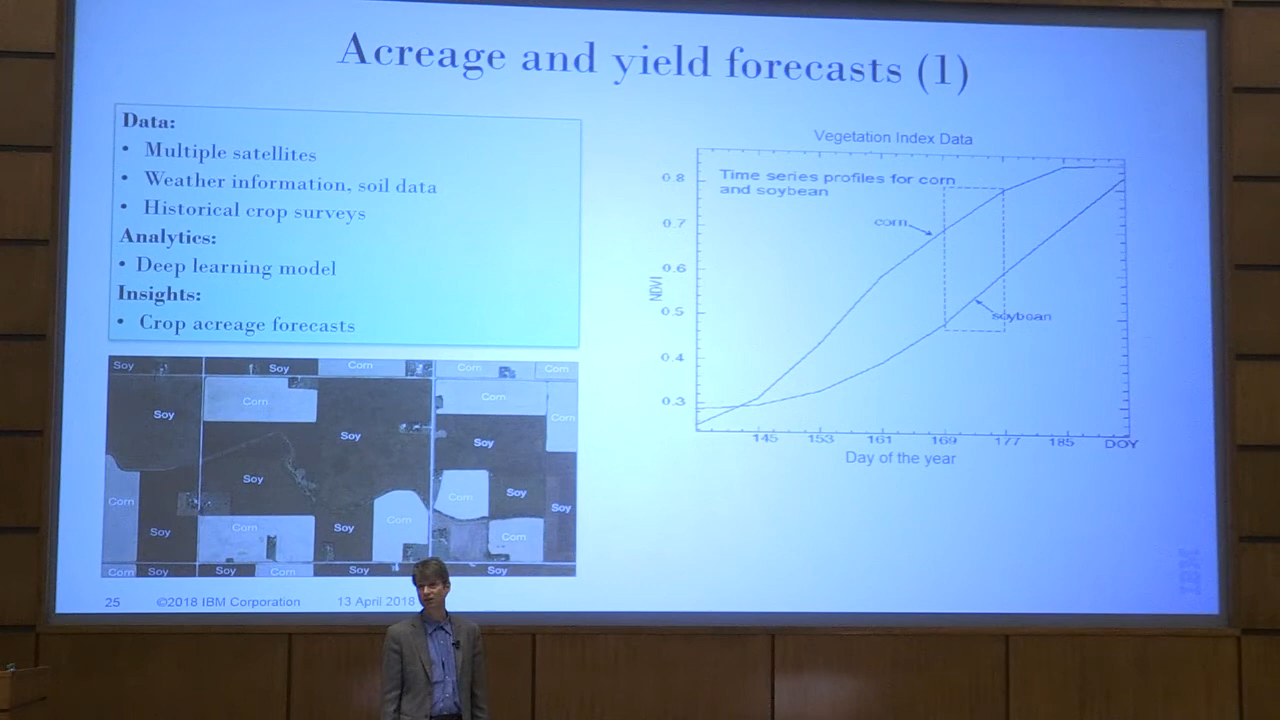 Acreage and yield forecasts (1)
Data:
• Multiple satellites
• Weather information, soil data
• Historical crop surveys
Analytics:
• Deep learning model
Insights:
• Crop acreage forecasts
Vegetation Index Data
Time series profiles for corn
and soybean
corn
soybean
NDVI
0.8
0.7
0.6
0.5
0.4
0.3
145 153 161 169 177 185 DOY
Day of the year
Soy Soy Corn Corn Corn
Corn Corn
Soy Corn
Soy Soy
Soy
Corn Corn Soy Soy
Soy Corn Soy Corn Corn
Corn Soy Soy Corn Soy Soy
25 ©2018 IBM Corporation 13 April 2018
IBM